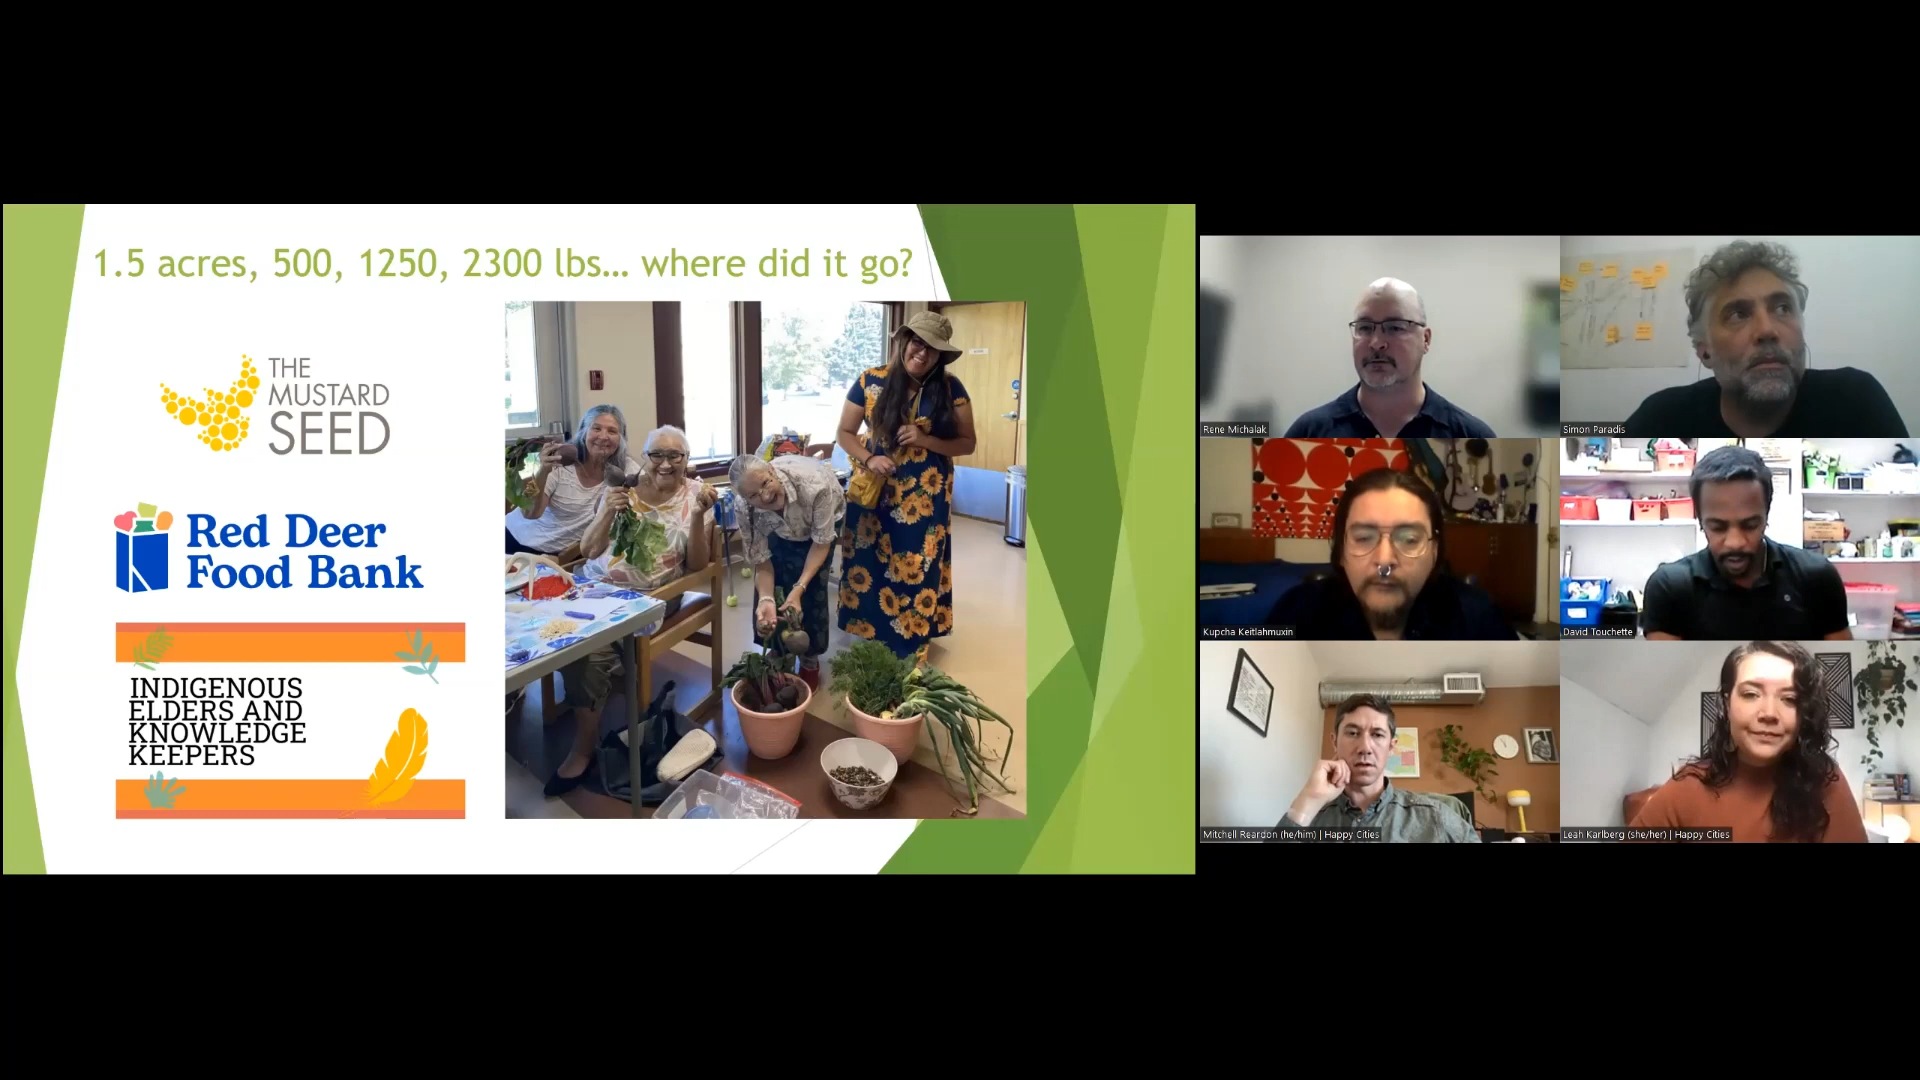 1.5 acres, 500, 1250, 2300 lbs... where did it go?
THE
MUSTARD
SEED
Red Deer
Food Bank
INDIGENOUS
ELDERS AND
KNOWLEDGE
KEEPERS
Rene Michalak
Simon Paradis
Kupcha Keitlahmuxin
David Touchette
Mitchell Reardon (he/him) | Happy Cities
Leah Karlberg (she/her) | Happy Cities